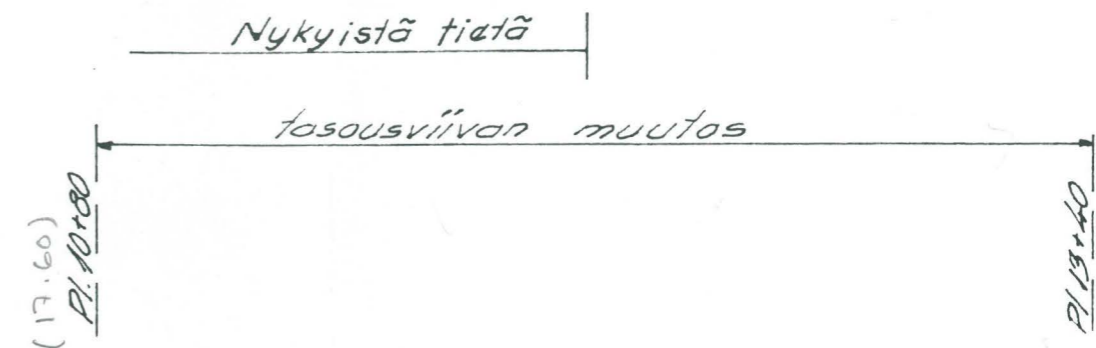 Nykyistä tietä
tasausviivan muutos
(17.60)
Pl. 10+80
Pl 13+40